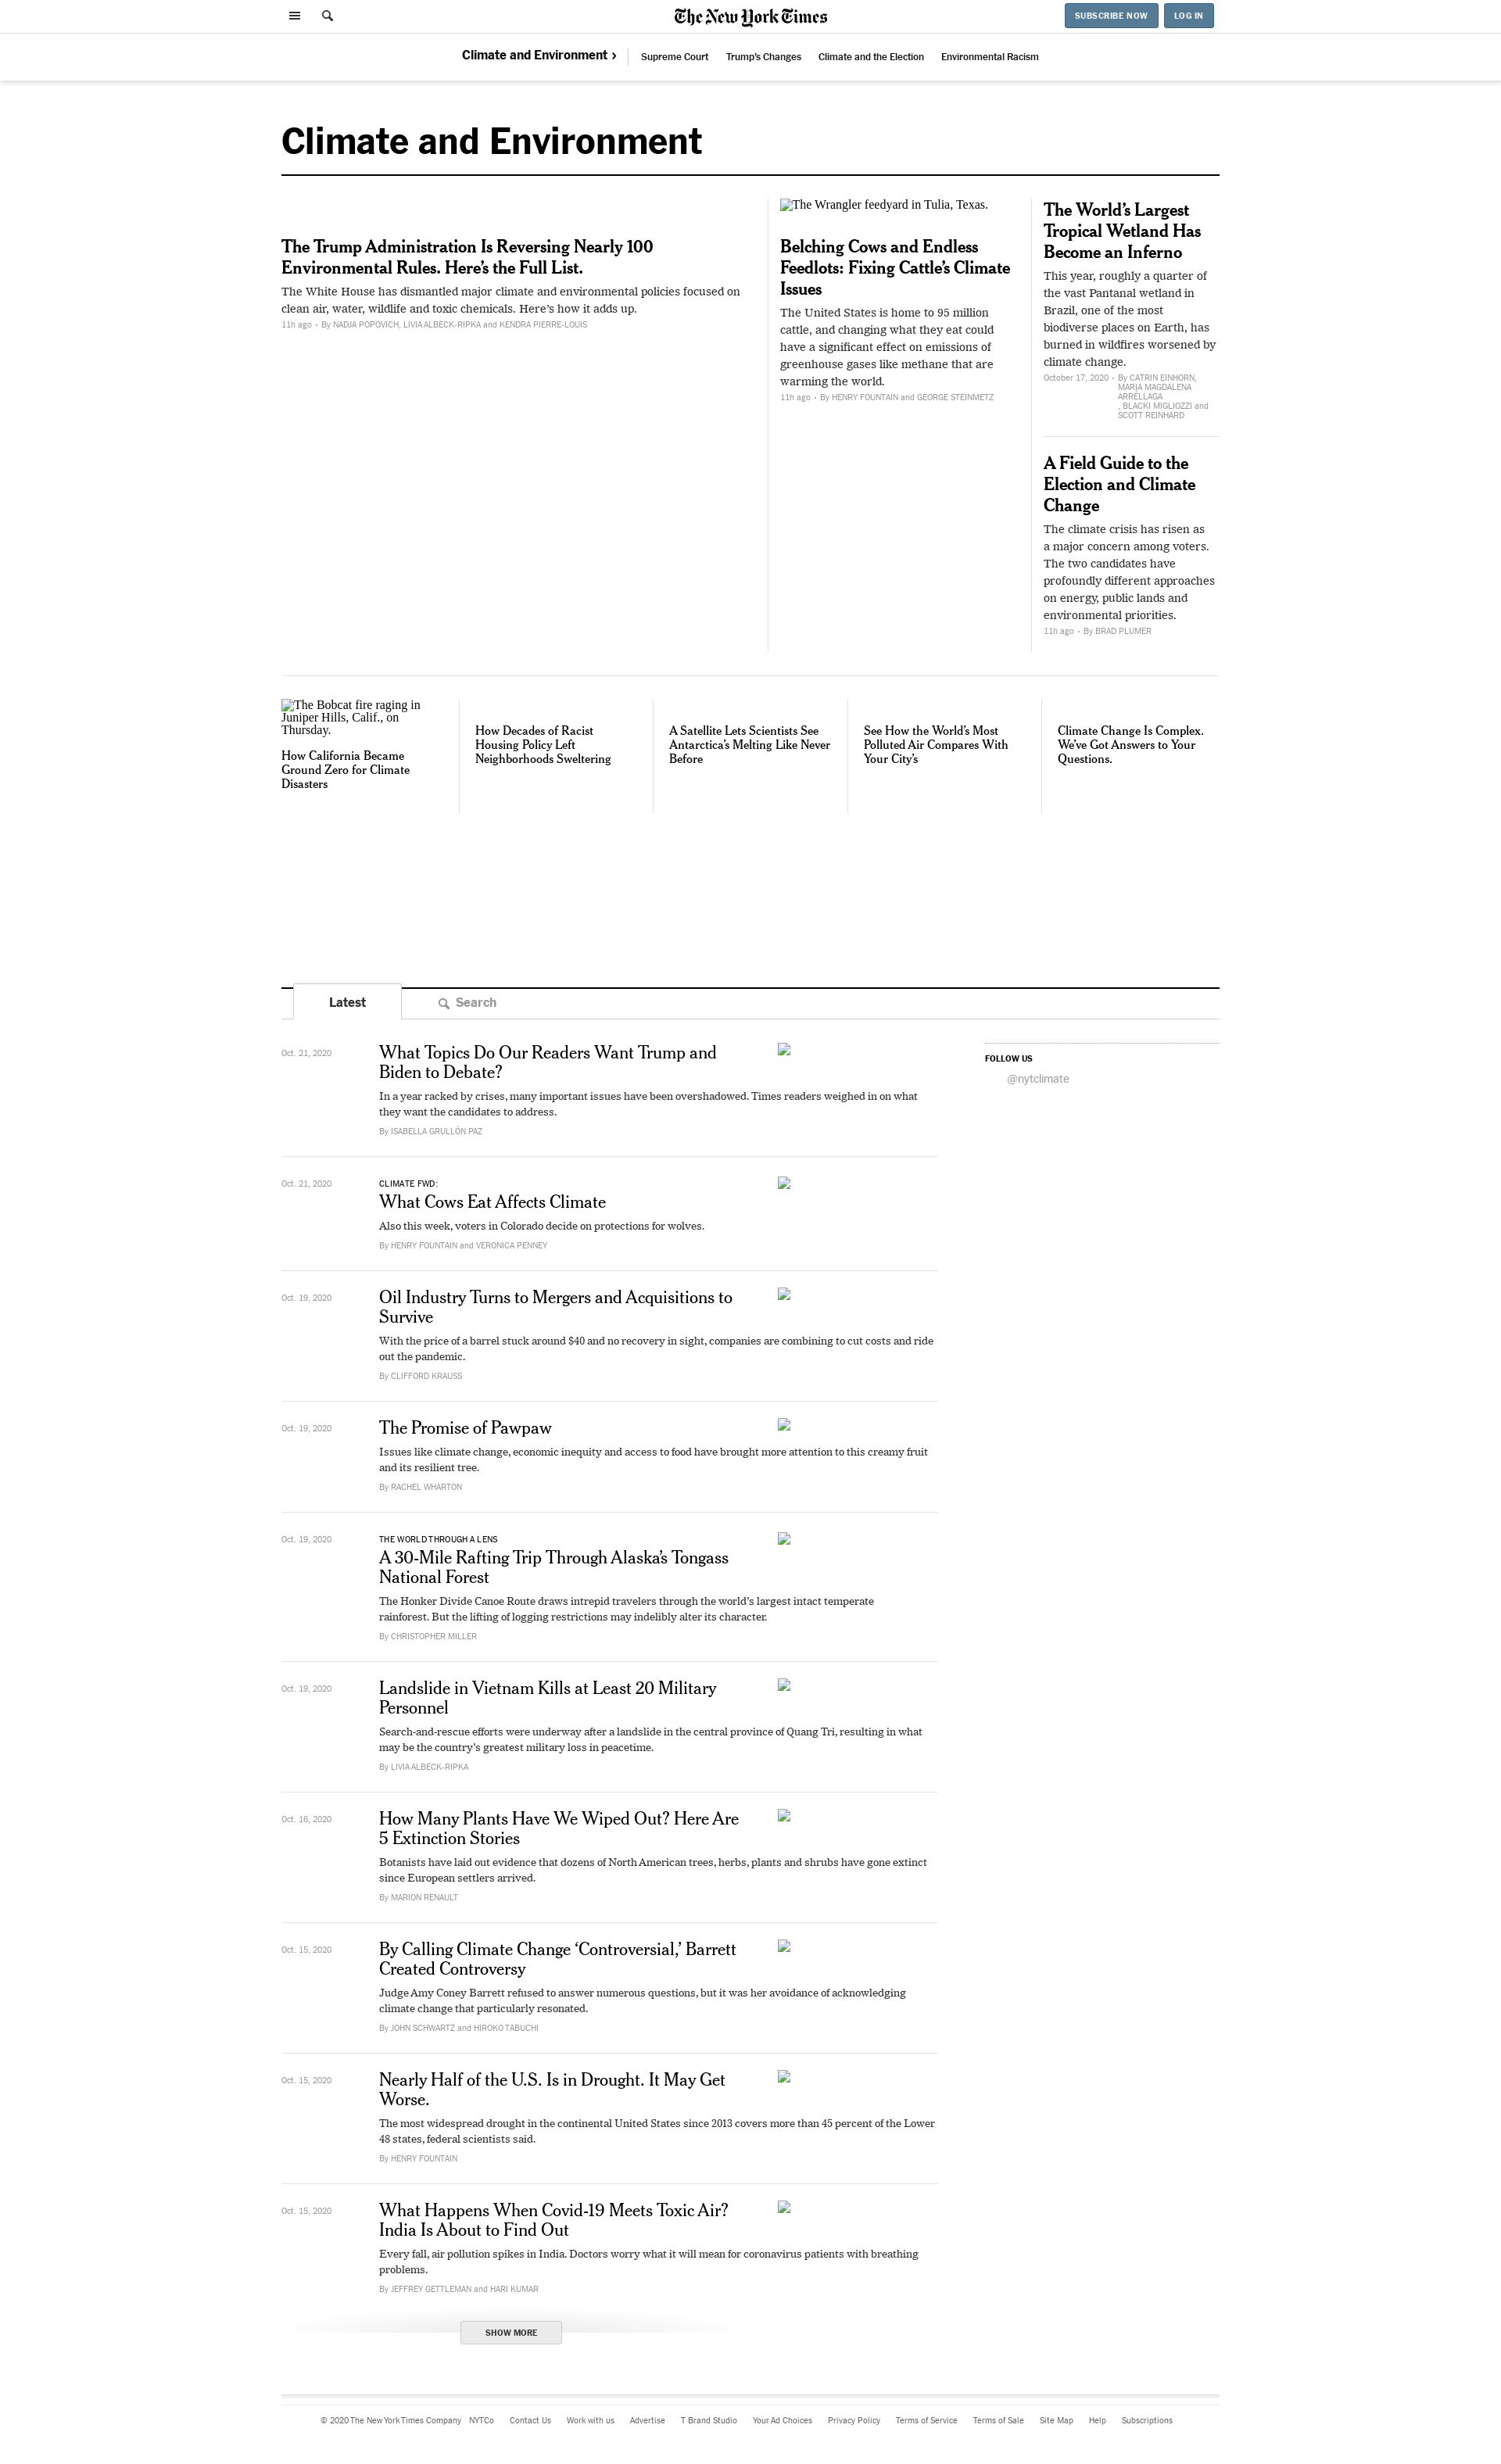 The New York Times
SUBSCRIBE NOW
LOG IN
Climate and Environment ›
Supreme Court
Trump's Changes
Climate and the Election
Environmental Racism
Climate and Environment
The Trump Administration Is Reversing Nearly 100
Environmental Rules. Here's the Full List.
The White House has dismantled major climate and environmental policies focused on
clean air, water, wildlife and toxic chemicals. Here's how it adds up.
11h ago • By NADJA POPOVICH, LIVIA ALBECK-RIPKA and KENDRA PIERRE-LOUIS
The Wrangler feedyard in Tulia, Texas.
Belching Cows and Endless
Feedlots: Fixing Cattle's Climate
Issues
The United States is home to 95 million
cattle, and changing what they eat could
have a significant effect on emissions of
greenhouse gases like methane that are
warming the world.
11h ago • By HENRY FOUNTAIN and GEORGE STEINMETZ
The World's Largest
Tropical Wetland Has
Become an Inferno
This year, roughly a quarter of
the vast Pantanal wetland in
Brazil, one of the most
biodiverse places on Earth, has
burned in wildfires worsened by
climate change.
October 17, 2020 • By CATRIN EINHORN,
MARIA MAGDALENA
ARRÉLLAGA
, BLACKI MIGLIOZZI and
SCOTT REINHARD
A Field Guide to the
Election and Climate
Change
The climate crisis has risen as
a major concern among voters.
The two candidates have
profoundly different approaches
on energy, public lands and
environmental priorities.
11h ago • By BRAD PLUMER
The Bobcat fire raging in
Juniper Hills, Calif., on
Thursday.
How California Became
Ground Zero for Climate
Disasters
How Decades of Racist
Housing Policy Left
Neighborhoods Sweltering
A Satellite Lets Scientists See
Antarctica's Melting Like Never
Before
See How the World's Most
Polluted Air Compares With
Your City's
Climate Change Is Complex.
We've Got Answers to Your
Questions.
Latest
Search
Oct. 21, 2020
What Topics Do Our Readers Want Trump and
Biden to Debate?
In a year racked by crises, many important issues have been overshadowed. Times readers weighed in on what
they want the candidates to address.
By ISABELLA GRULLÓN PAZ
FOLLOW US
@nytclimate
Oct. 21, 2020
CLIMATE FWD:
What Cows Eat Affects Climate
Also this week, voters in Colorado decide on protections for wolves.
By HENRY FOUNTAIN and VERONICA PENNEY
Oct. 19, 2020
Oil Industry Turns to Mergers and Acquisitions to
Survive
With the price of a barrel stuck around $40 and no recovery in sight, companies are combining to cut costs and ride
out the pandemic.
By CLIFFORD KRAUSS
Oct. 19, 2020
The Promise of Pawpaw
Issues like climate change, economic inequity and access to food have brought more attention to this creamy fruit
and its resilient tree.
By RACHEL WHARTON
Oct. 19, 2020
THE WORLD THROUGH A LENS
A 30-Mile Rafting Trip Through Alaska's Tongass
National Forest
The Honker Divide Canoe Route draws intrepid travelers through the world's largest intact temperate
rainforest. But the lifting of logging restrictions may indelibly alter its character.
By CHRISTOPHER MILLER
Oct. 19, 2020
Landslide in Vietnam Kills at Least 20 Military
Personnel
Search-and-rescue efforts were underway after a landslide in the central province of Quang Tri, resulting in what
may be the country's greatest military loss in peacetime.
By LIVIA ALBECK-RIPKA
Oct. 16, 2020
How Many Plants Have We Wiped Out? Here Are
5 Extinction Stories
Botanists have laid out evidence that dozens of North American trees, herbs, plants and shrubs have gone extinct
since European settlers arrived.
By MARION RENAULT
Oct. 15, 2020
By Calling Climate Change ‘Controversial,’ Barrett
Created Controversy
Judge Amy Coney Barrett refused to answer numerous questions, but it was her avoidance of acknowledging
climate change that particularly resonated.
By JOHN SCHWARTZ and HIROKO TABUCHI
Oct. 15, 2020
Nearly Half of the U.S. Is in Drought. It May Get
Worse.
The most widespread drought in the continental United States since 2013 covers more than 45 percent of the Lower
48 states, federal scientists said.
By HENRY FOUNTAIN
Oct. 15, 2020
What Happens When Covid-19 Meets Toxic Air?
India Is About to Find Out
Every fall, air pollution spikes in India. Doctors worry what it will mean for coronavirus patients with breathing
problems.
By JEFFREY GETTLEMAN and HARI KUMAR
SHOW MORE
© 2020 The New York Times Company
NYTCo
Contact Us
Work with us
Advertise
T Brand Studio
Your Ad Choices
Privacy Policy
Terms of Service
Terms of Sale
Site Map
Help
Subscriptions